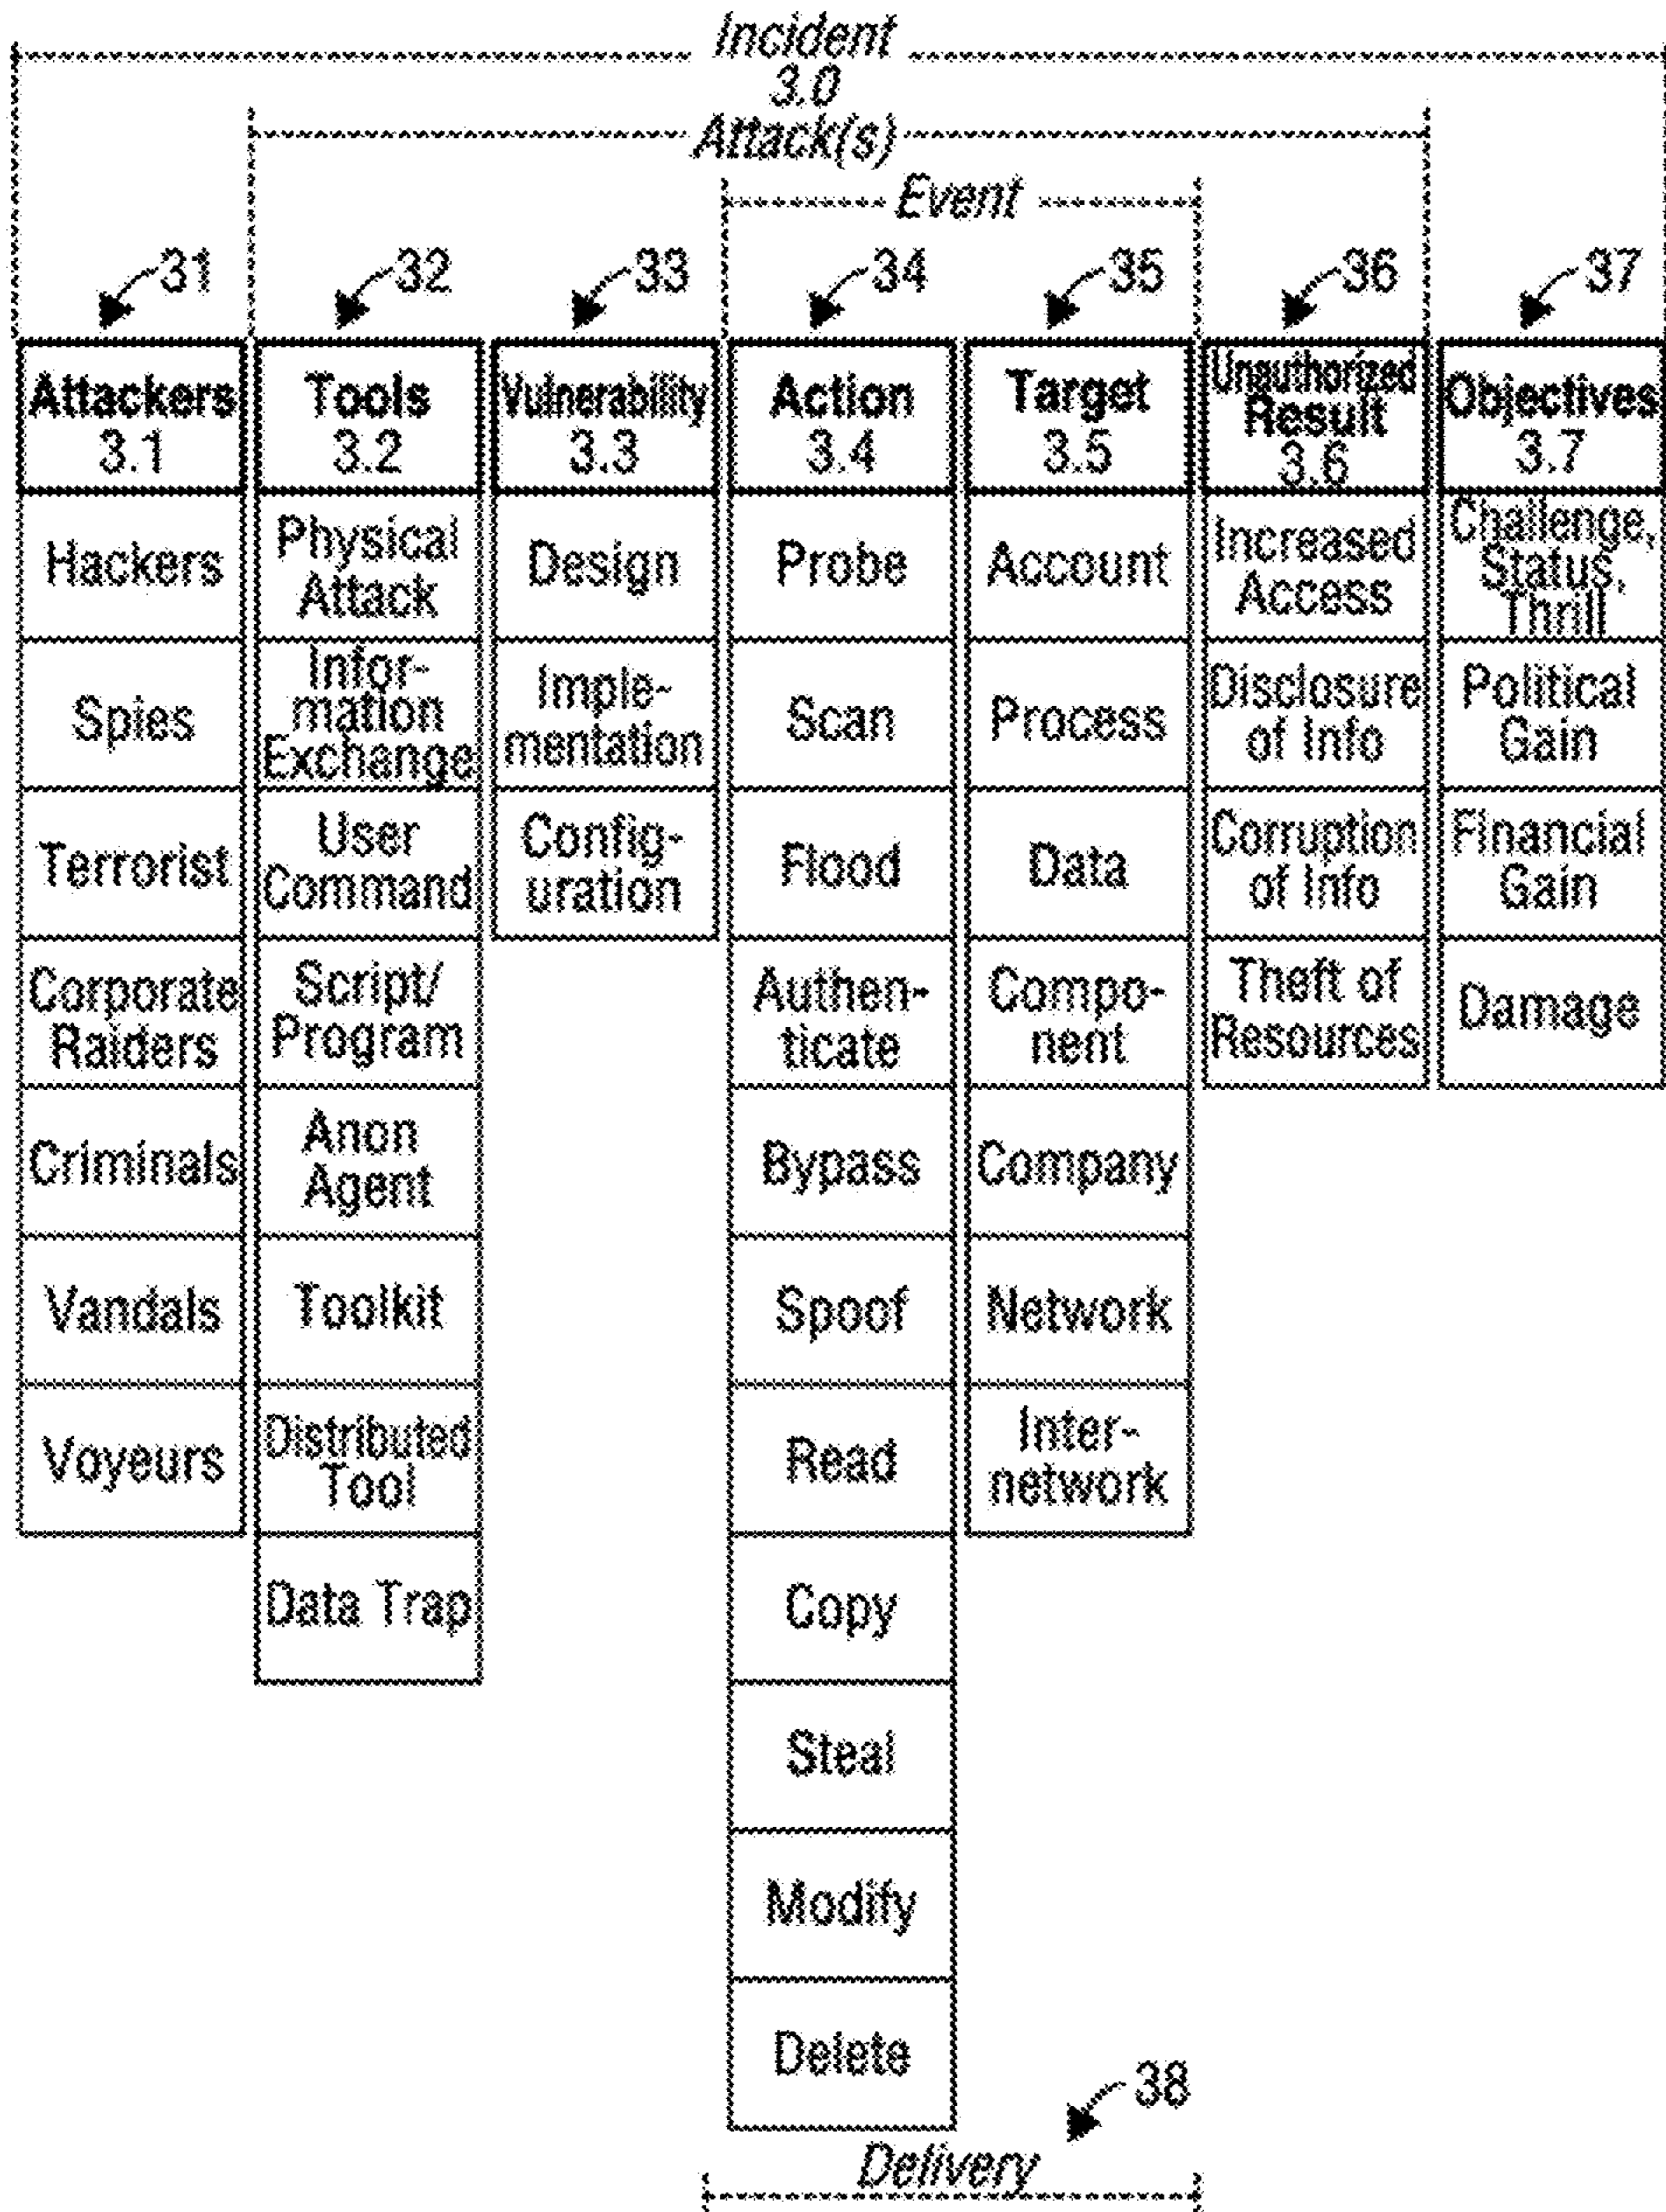 Incident
3.0
Attack(s)
Event
31
32
33
34
35
36
37
Attackers
3.1
Hackers
Spies
Terrorist
Corporate
Raiders
Criminals
Vandals
Voyeurs
Tools
3.2
Physical
Attack
Infor-
mation
Exchange
User
Command
Script/
Program
Anon
Agent
Toolkit
Distributed
Tool
Data Trap
Vulnerability
3.3
Design
Imple-
mentation
Config-
uration
Action
3.4
Probe
Scan
Flood
Authen-
ticate
Bypass
Spoof
Read
Copy
Steal
Modify
Delete
Target
3.5
Account
Process
Data
Compo-
nent
Company
Network
Inter-
network
Unauthorized
Result
3.6
Increased
Access
Disclosure
of Info
Corruption
of Info
Theft of
Resources
Objectives
3.7
Challenge,
Status,
Thrill
Political
Gain
Financial
Gain
Damage
38
Delivery